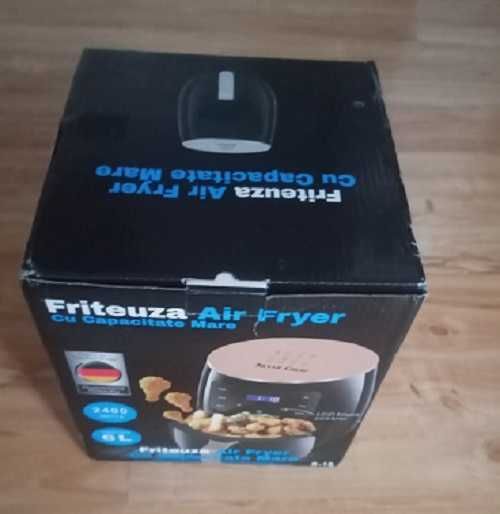 Friteuza Air Fryer
Cu Capacitate Mare
Friteuza Air Fryer
Cu Capacitate Mare
2400
6L
Friteuza Air Fryer
Cu Capacitate Mare